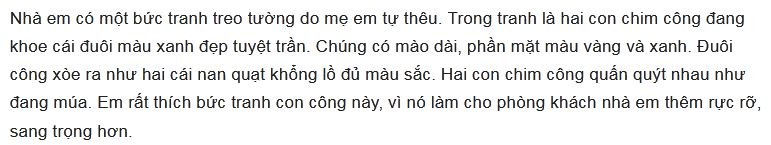 Nhà em có một bức tranh treo tường do mẹ em tự thêu. Trong tranh là hai con chim công đang
khoe cái đuôi màu xanh đẹp tuyệt trần. Chúng có mào dài, phần mặt màu vàng và xanh. Đuôi
công xòe ra như hai cái nan quạt khổng lồ đủ màu sắc. Hai con chim công quấn quýt nhau như
đang múa. Em rất thích bức tranh con công này, vì nó làm cho phòng khách nhà em thêm rực rỡ,
sang trọng hơn.